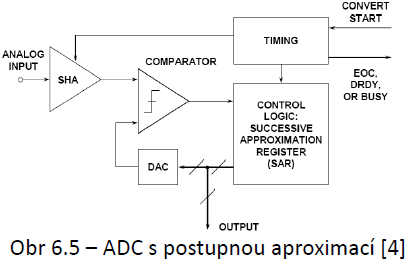 CONVERT
START
TIMING
ANALOG
INPUT
SHA
COMPARATOR
EOC,
DRDY,
OR BUSY
CONTROL
LOGIC:
SUCCESSIVE
APPROXIMATION
REGISTER
(SAR)
DAC
OUTPUT
Obr 6.5 – ADC s postupnou aproximací [4]